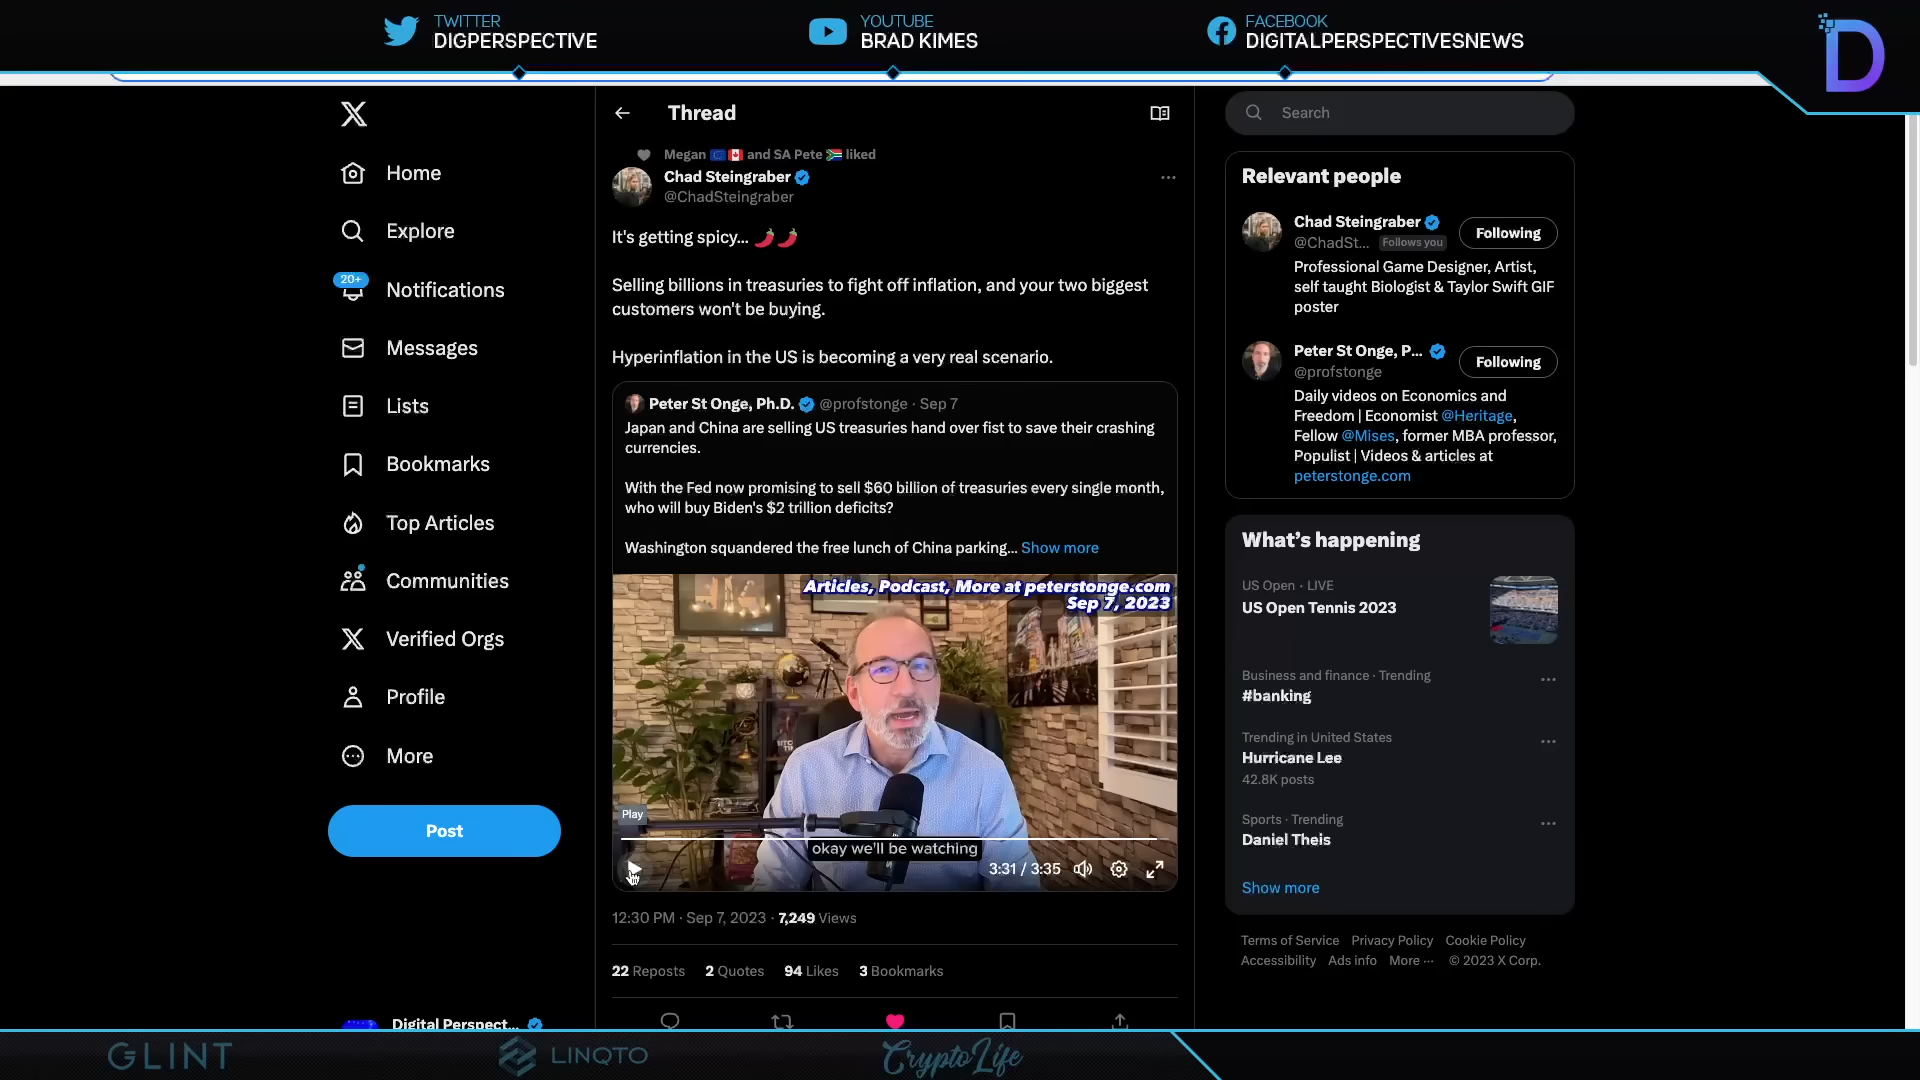 TWITTER
DIGPERSPECTIVE
YOUTUBE
BRAD KIMES
FACEBOOK
DIGITALPERSPECTIVESNEWS
D
Home
Explore
20+
Notifications
Messages
Lists
Bookmarks
Top Articles
Communities
Verified Orgs
Profile
More
Post
Digital Perspect...
Thread
Megan 🇪🇺🇨🇦 and SA Pete 🇿🇦 liked
Chad Steingraber
@ChadSteingraber
It's getting spicy... 🌶️🌶️
Selling billions in treasuries to fight off inflation, and your two biggest
customers won't be buying.
Hyperinflation in the US is becoming a very real scenario.
Peter St Onge, Ph.D. @profstonge · Sep 7
Japan and China are selling US treasuries hand over fist to save their crashing
currencies.
With the Fed now promising to sell $60 billion of treasuries every single month,
who will buy Biden's $2 trillion deficits?
Washington squandered the free lunch of China parking... Show more
Articles, Podcast, More at peterstonge.com
Sep 7, 2023
Play
okay we'll be watching
3:31 / 3:35
12:30 PM · Sep 7, 2023 · 7,249 Views
22 Reposts 2 Quotes 94 Likes 3 Bookmarks
Search
Relevant people
Chad Steingraber
@ChadSt... Follows you
Following
Professional Game Designer, Artist,
self taught Biologist & Taylor Swift GIF
poster
Peter St Onge, P...
@profstonge
Following
Daily videos on Economics and
Freedom | Economist @Heritage,
Fellow @Mises, former MBA professor,
Populist | Videos & articles at
peterstonge.com
What's happening
US Open · LIVE
US Open Tennis 2023
Business and finance · Trending
#banking
Trending in United States
Hurricane Lee
42.8K posts
Sports · Trending
Daniel Theis
Show more
Terms of Service Privacy Policy Cookie Policy
Accessibility Ads info More ··· © 2023 X Corp.
GLINT
LINQTO
CryptoLife